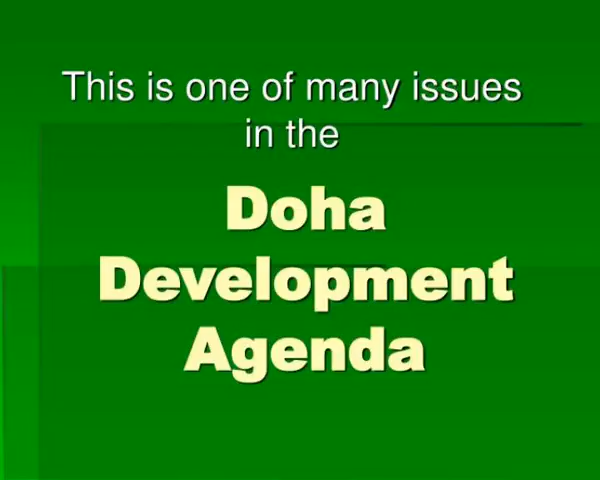 This is one of many issues
in the
Doha
Development
Agenda